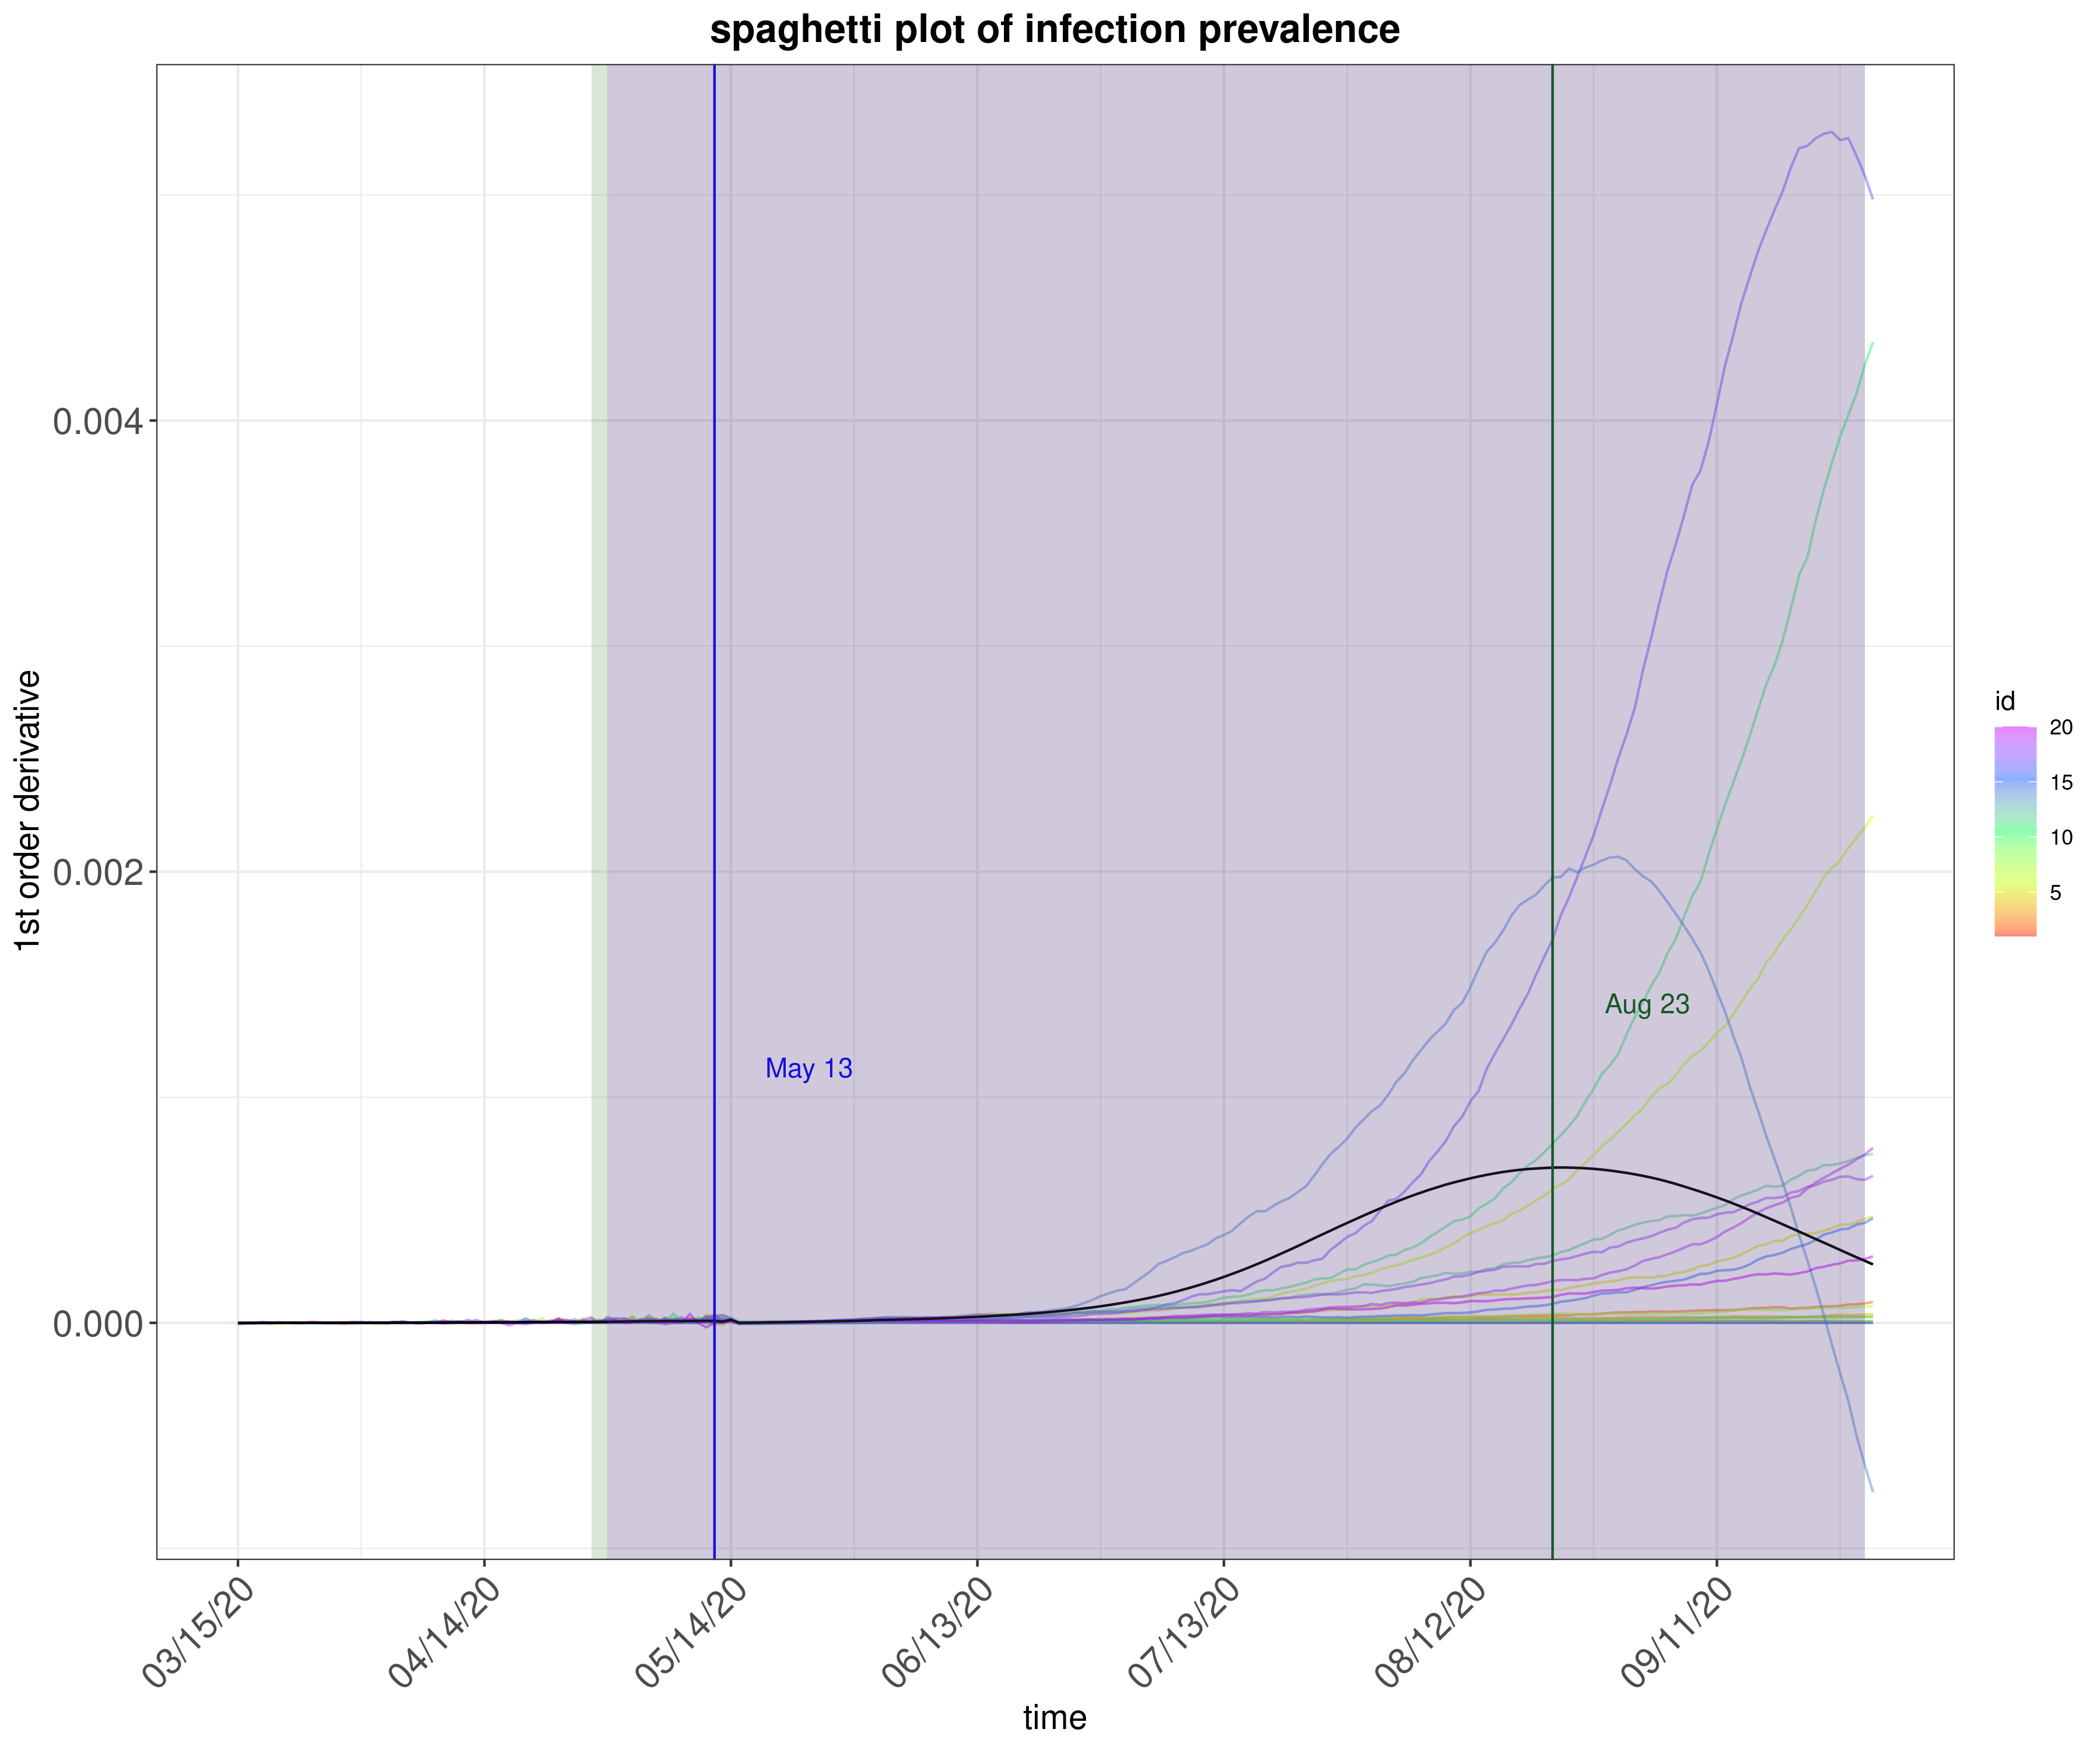 spaghetti plot of infection prevalence
1st order derivative
0.004
0.002
0.000
May 13
Aug 23
id
20
15
10
5
03/15/20
04/14/20
05/14/20
06/13/20
07/13/20
08/12/20
09/11/20
time